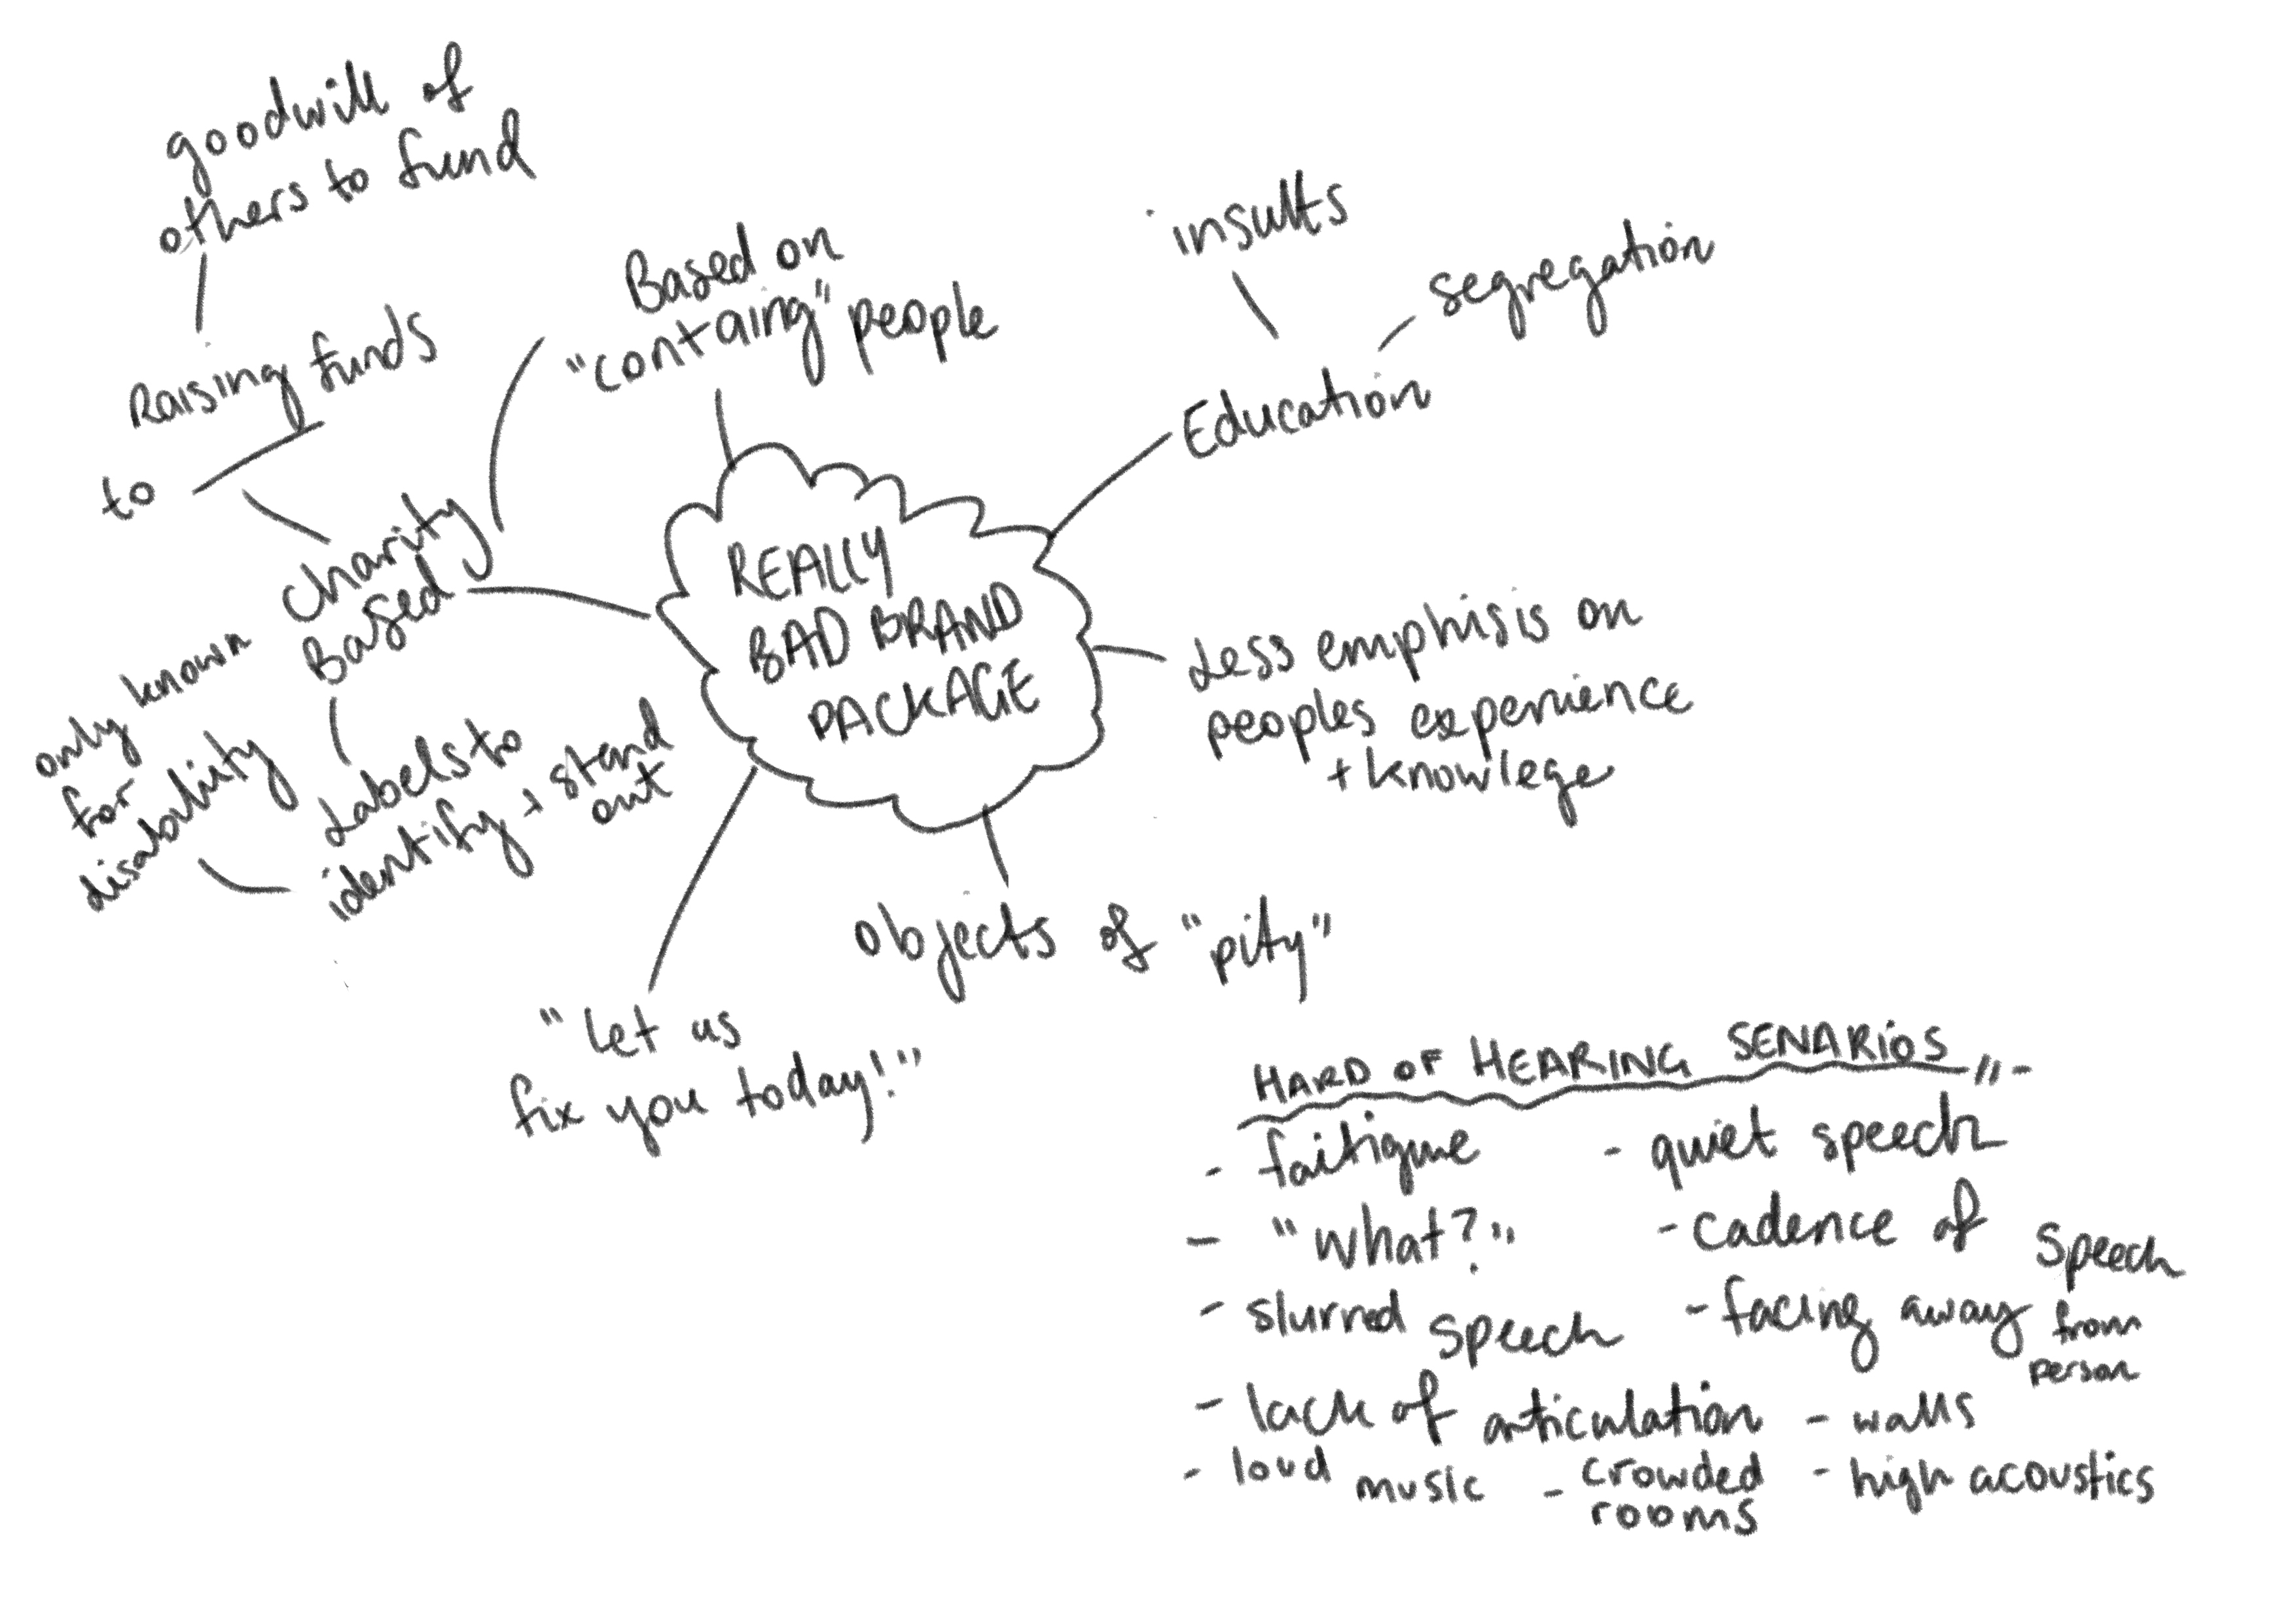 goodwill of
others to fund
Raising funds
to
Charity
Based
only known
for
disability
Labels to
identify + stand
out
Based on
"containg" people
insults
segregation
Education
REALLY
BAD BRAND
PACKAGE
Less emphisis on
peoples experience
+ knowlege
objects of "pity"
"let us
fix you today!"
HARD OF HEARING SENARIOS
- faitigue
- quiet speech
- "what?"
- cadence of speech
- slurred speech
- facing away from
person
- lack of articulation
- walls
- loud music
- crowded
rooms
- high acoustics